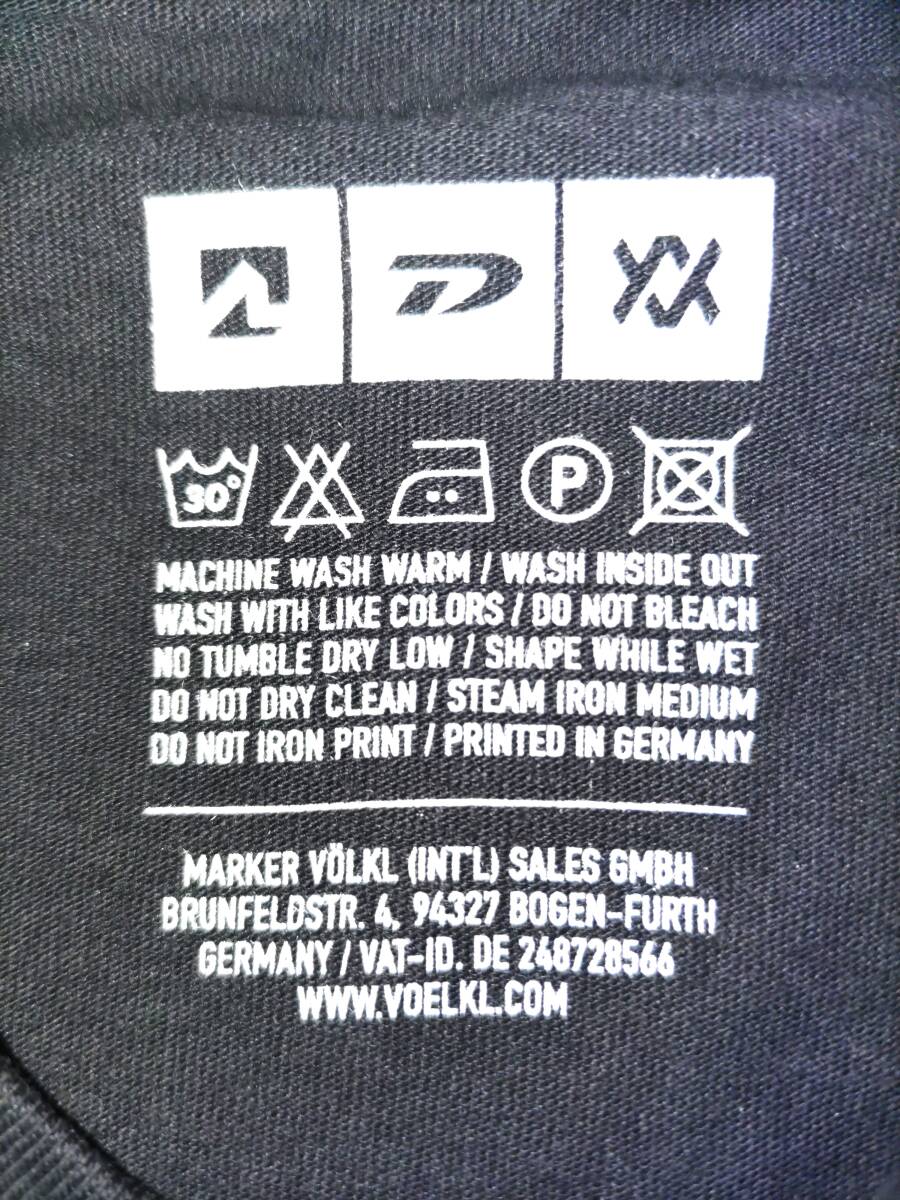 30°
P
MACHINE WASH WARM / WASH INSIDE OUT
WASH WITH LIKE COLORS / DO NOT BLEACH
NO TUMBLE DRY LOW / SHAPE WHILE WET
DO NOT DRY CLEAN / STEAM IRON MEDIUM
DO NOT IRON PRINT / PRINTED IN GERMANY
MARKER VÖLKL (INT'L) SALES GMBH
BRUNFELDSTR. 4, 94327 BOGEN-FURTH
GERMANY / VAT-ID. DE 248728566
WWW.VOELKL.COM